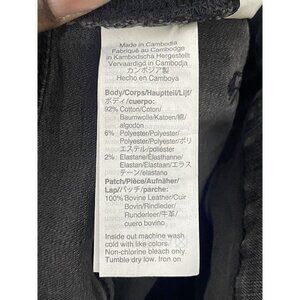 Made in Cambodia
Fabriqué au Cambodge
In Kambodscha Hergestellt
Vervaardigd in Cambodja
カンボジア製
Hecho en Camboya
Body/Corps/Hauptteil/Lijf/
ボディ/cuerpo:
92% Cotton/Coton/
Baumwolle/Katoen/綿/
algodon
6% Polyester/Polyester/
Polyester/Polyester/ポリ
エステル/poliéster
2% Elastane/Élasthanne/
Elastan/Elastaan/エラス
テーン/elastano
Patch/Pièce/Aufnäher/
Lap/パッチ/parche:
100% Bovine Leather/Cuir
Bovin/Rindleder/
Runderleer/牛革/
cuero bovino
Inside out machine wash
cold with like colors.
Non-chlorine bleach only.
Tumble dry low. Iron on